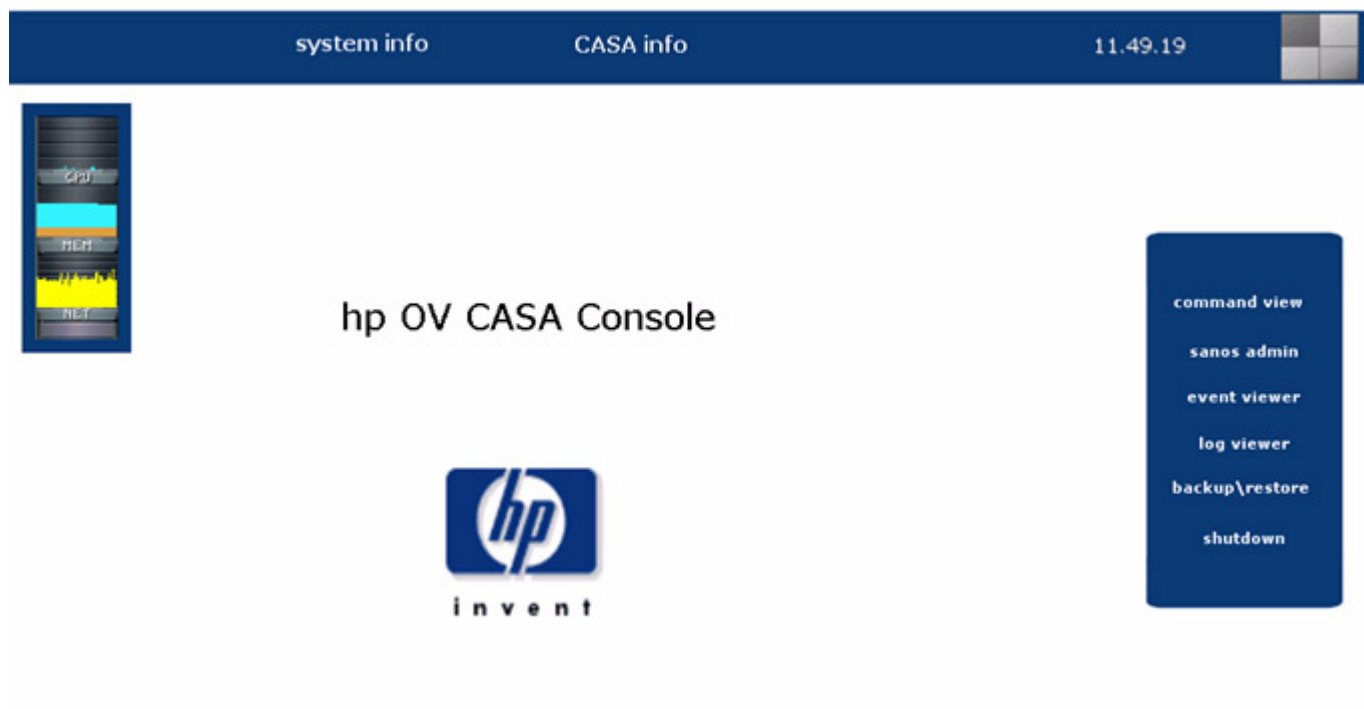 system info
CASA info
11.49.19
CPU
MEM
NET
hp OV CASA Console
command view
sanos admin
event viewer
log viewer
backup\restore
shutdown
hp
invent